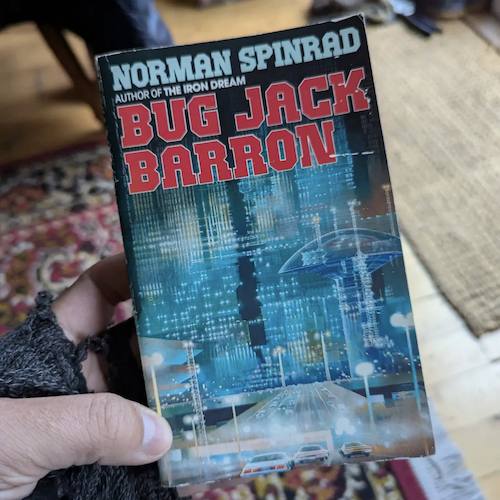 NORMAN SPINRAD
AUTHOR OF THE IRON DREAM
BUG JACK
BARRON